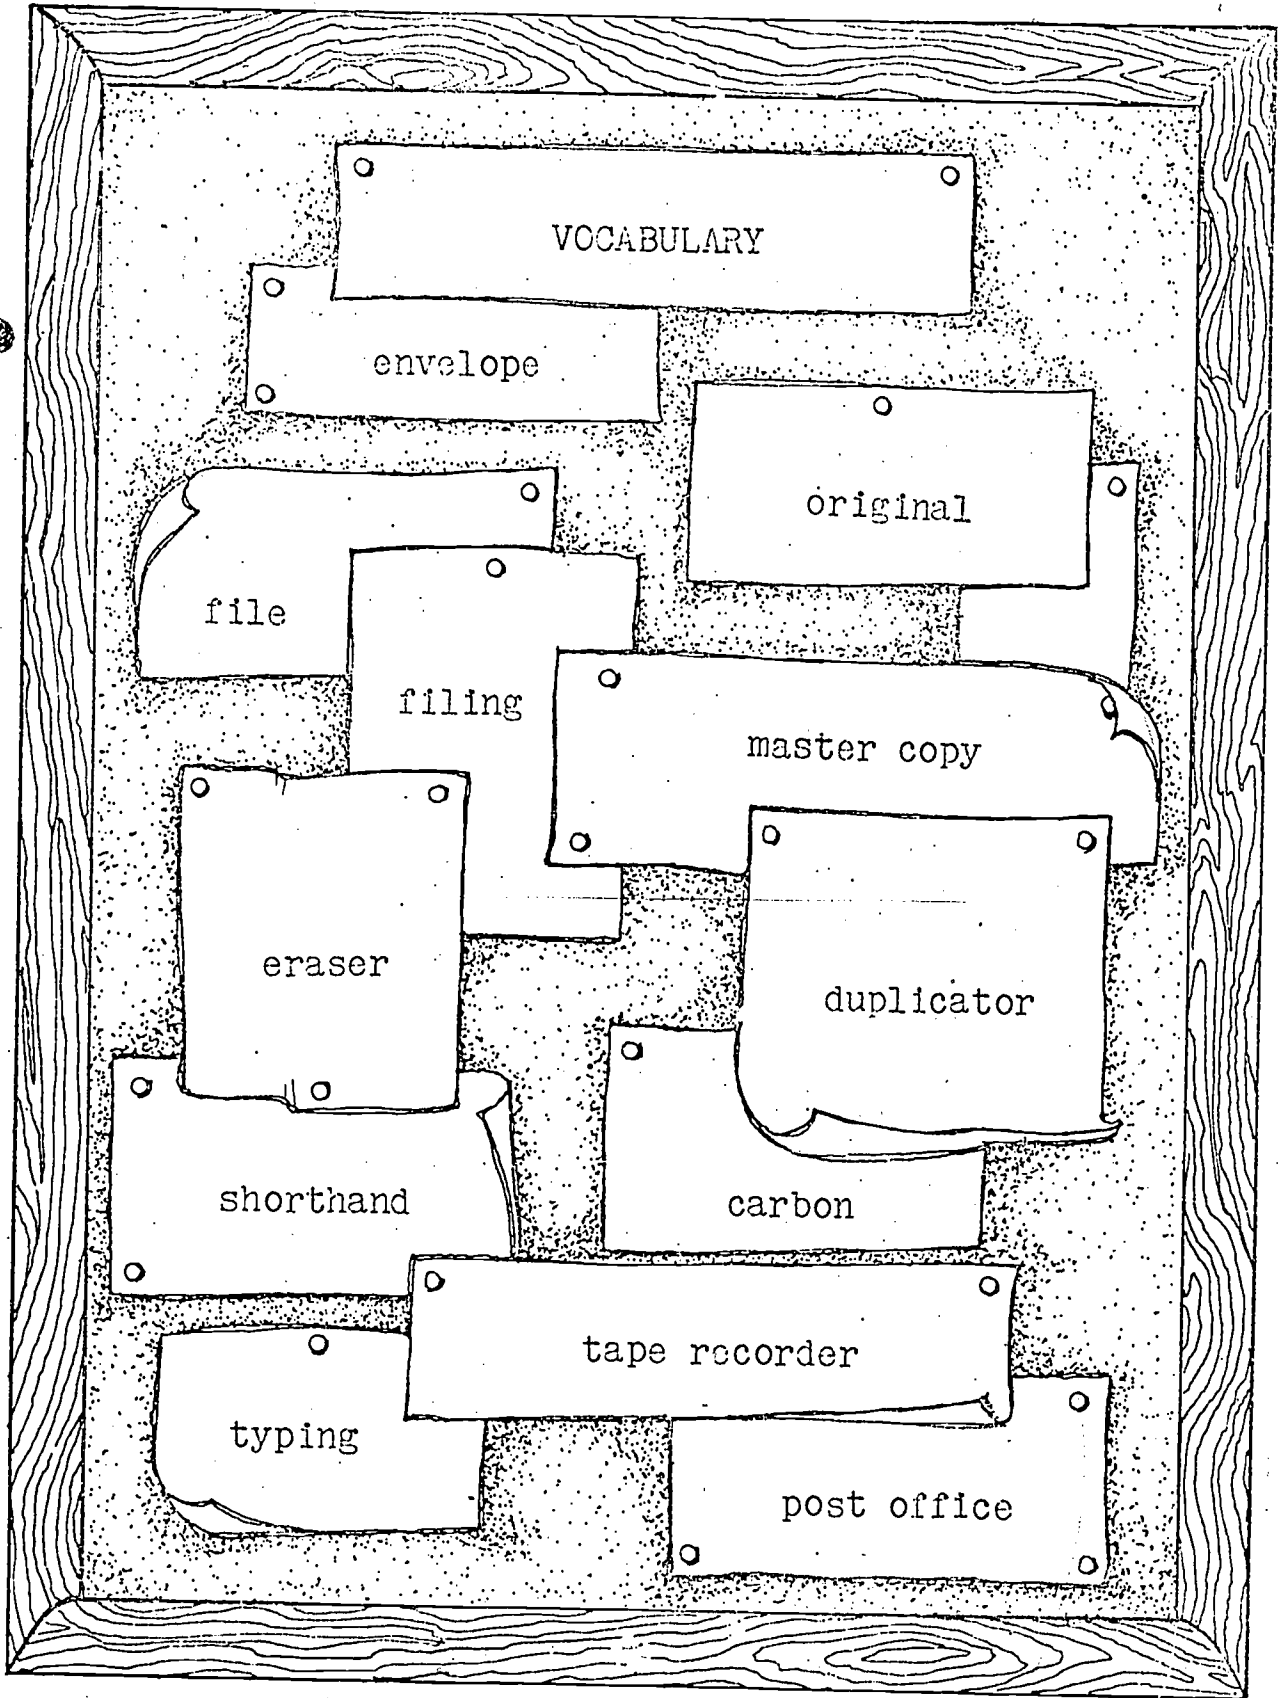 VOCABULARY
envelope
original
file
filing
master copy
eraser
duplicator
shorthand
carbon
tape recorder
typing
post office